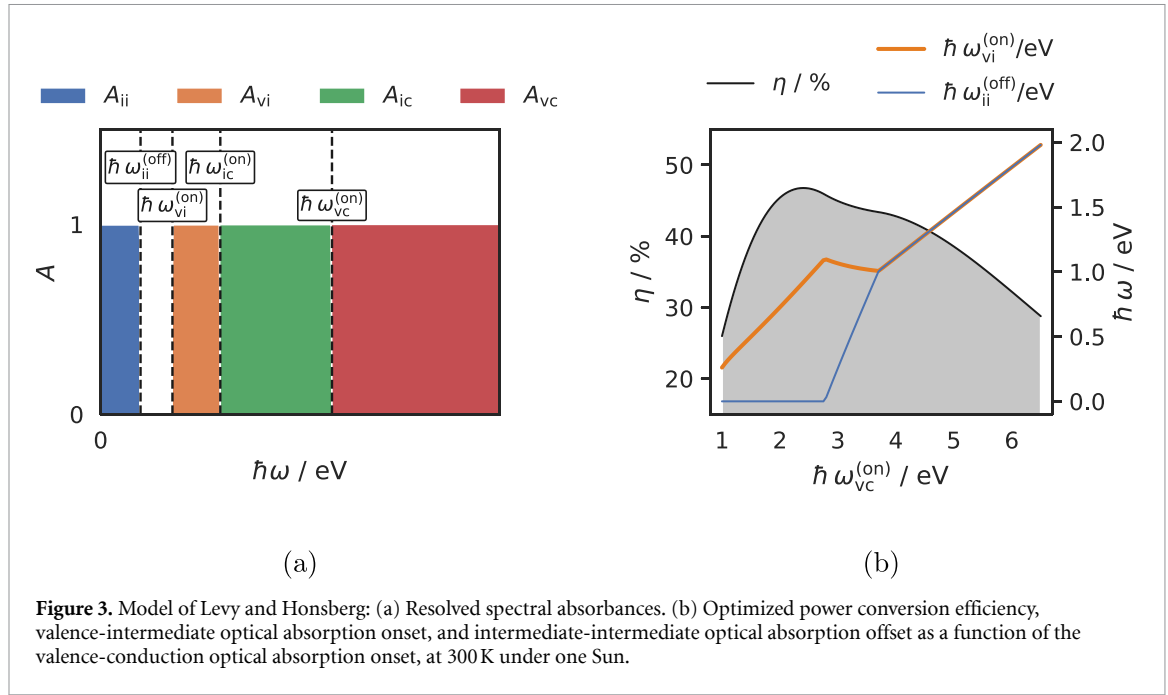 A_ii A_vi A_ic A_vc
ħ ω_ii^(off)
ħ ω_ic^(on)
ħ ω_vi^(on)
ħ ω_vc^(on)
1
A
0
0
ħω / eV
(a)
η / %
ħ ω_vi^(on)/eV
ħ ω_ii^(off)/eV
50
40
30
20
η / %
2.0
1.5
1.0
0.5
0.0
ħω / eV
1 2 3 4 5 6
ħ ω_vc^(on) / eV
(b)
Figure 3. Model of Levy and Honsberg: (a) Resolved spectral absorbances. (b) Optimized power conversion efficiency,
valence-intermediate optical absorption onset, and intermediate-intermediate optical absorption offset as a function of the
valence-conduction optical absorption onset, at 300 K under one Sun.